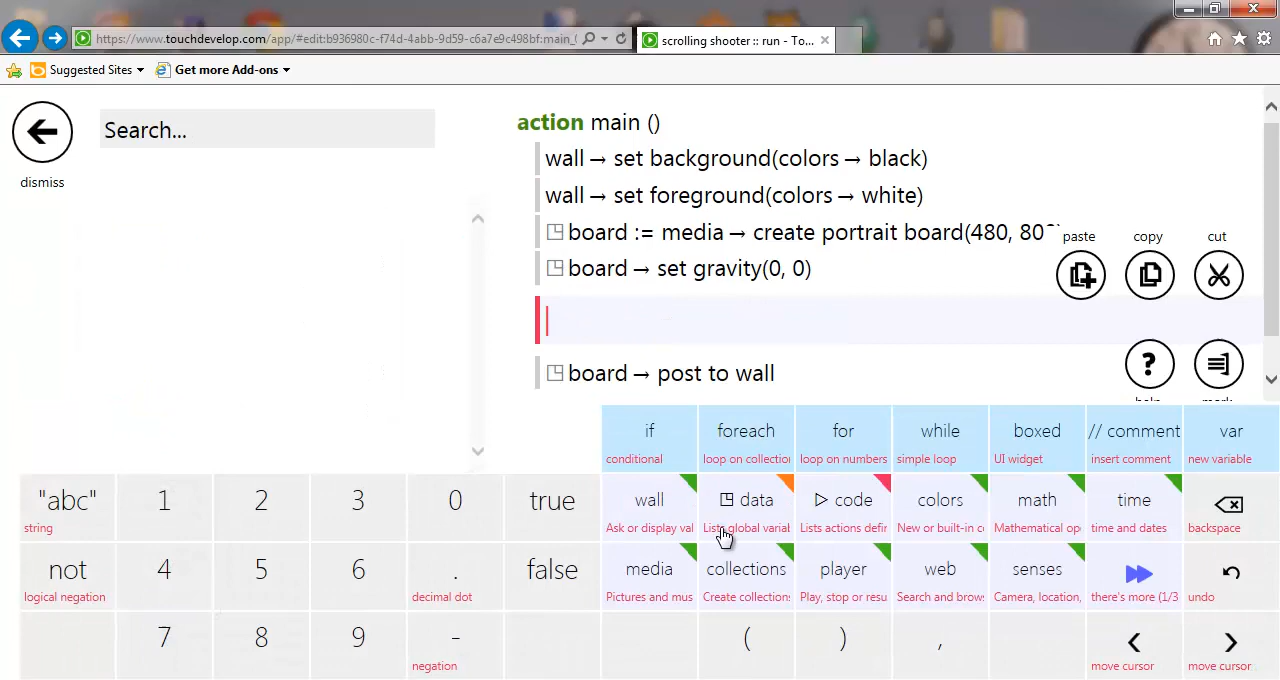 https://www.touchdevelop.com/app/#edit:b936980c-f74d-4abb-9d59-c6a7e9c498bf:main_(
scrolling shooter :: run - To...
Suggested Sites
Get more Add-ons
Search...
dismiss
action main ()
wall → set background(colors → black)
wall → set foreground(colors → white)
board := media → create portrait board(480, 800
board → set gravity(0, 0)
board → post to wall
paste copy cut
?
help mark
if foreach for while boxed // comment var
conditional loop on collection loop on numbers simple loop UI widget insert comment new variable
"abc" 1 2 3 0 true wall data code colors math time
string Ask or display val Lists global variab Lists actions defin New or built-in c Mathematical op time and dates backspace
not 4 5 6 . false media collections player web senses
logical negation decimal dot Pictures and mus Create collections Play, stop or resu Search and brow Camera, location, there's more (1/3 undo
7 8 9 - ( ) , < >
negation move cursor move cursor